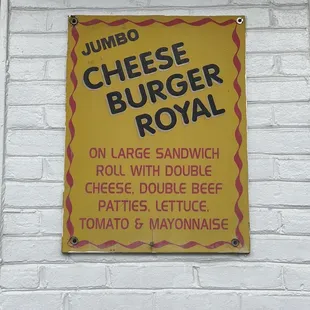 JUMBO
CHEESE
BURGER
ROYAL
ON LARGE SANDWICH
ROLL WITH DOUBLE
CHEESE, DOUBLE BEEF
PATTIES, LETTUCE,
TOMATO & MAYONNAISE